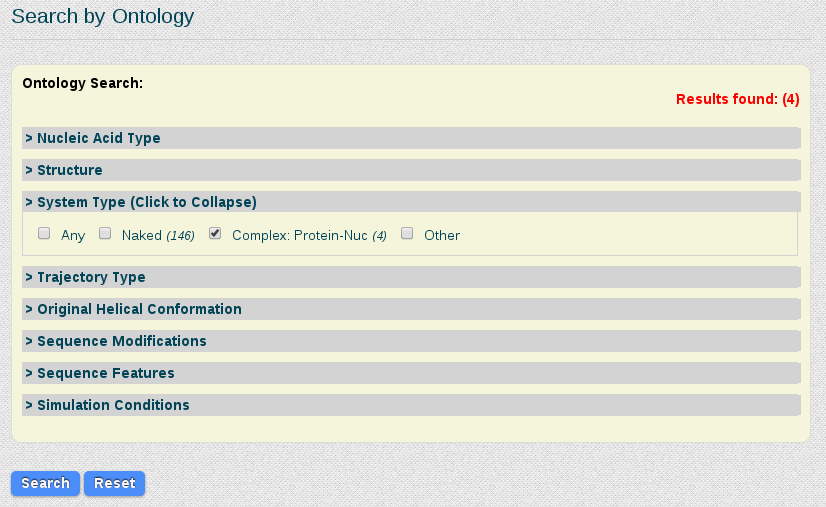 Search by Ontology
Ontology Search:
Results found: (4)
> Nucleic Acid Type
> Structure
> System Type (Click to Collapse)
Any Naked (146) Complex: Protein-Nuc (4) Other
> Trajectory Type
> Original Helical Conformation
> Sequence Modifications
> Sequence Features
> Simulation Conditions
Search Reset